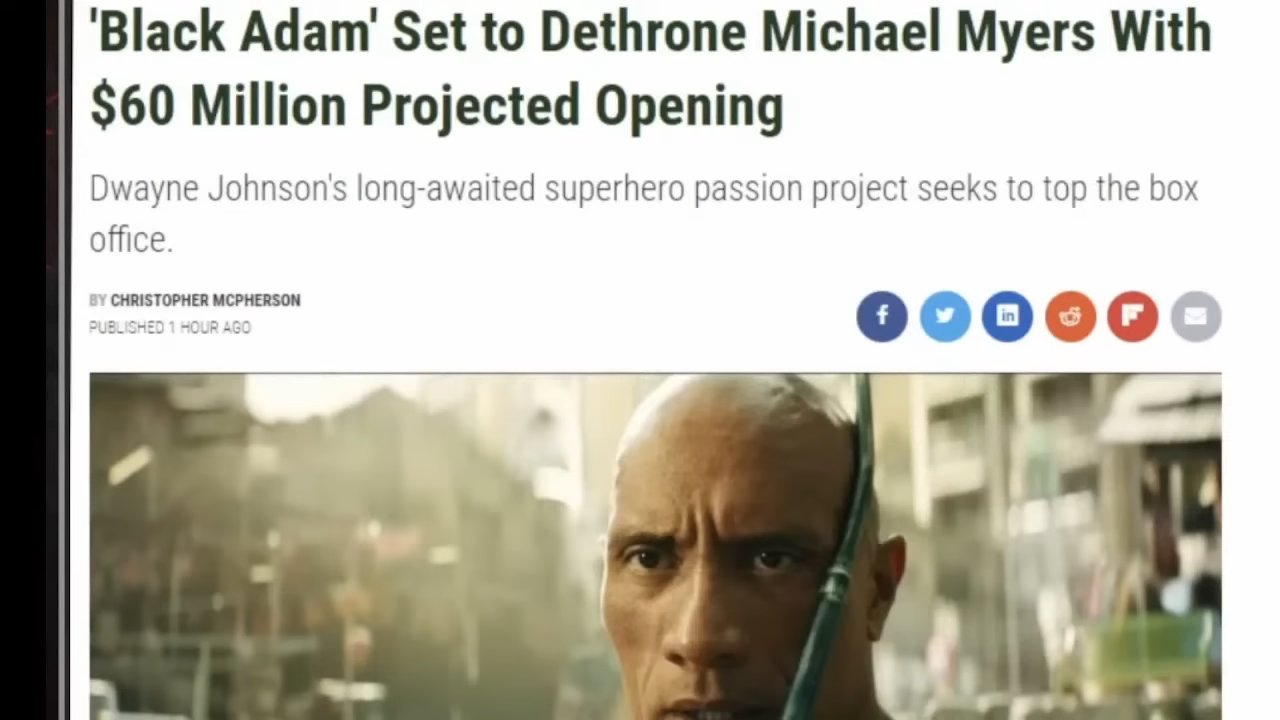 'Black Adam' Set to Dethrone Michael Myers With
$60 Million Projected Opening
Dwayne Johnson's long-awaited superhero passion project seeks to top the box
office.
BY CHRISTOPHER MCPHERSON
PUBLISHED 1 HOUR AGO